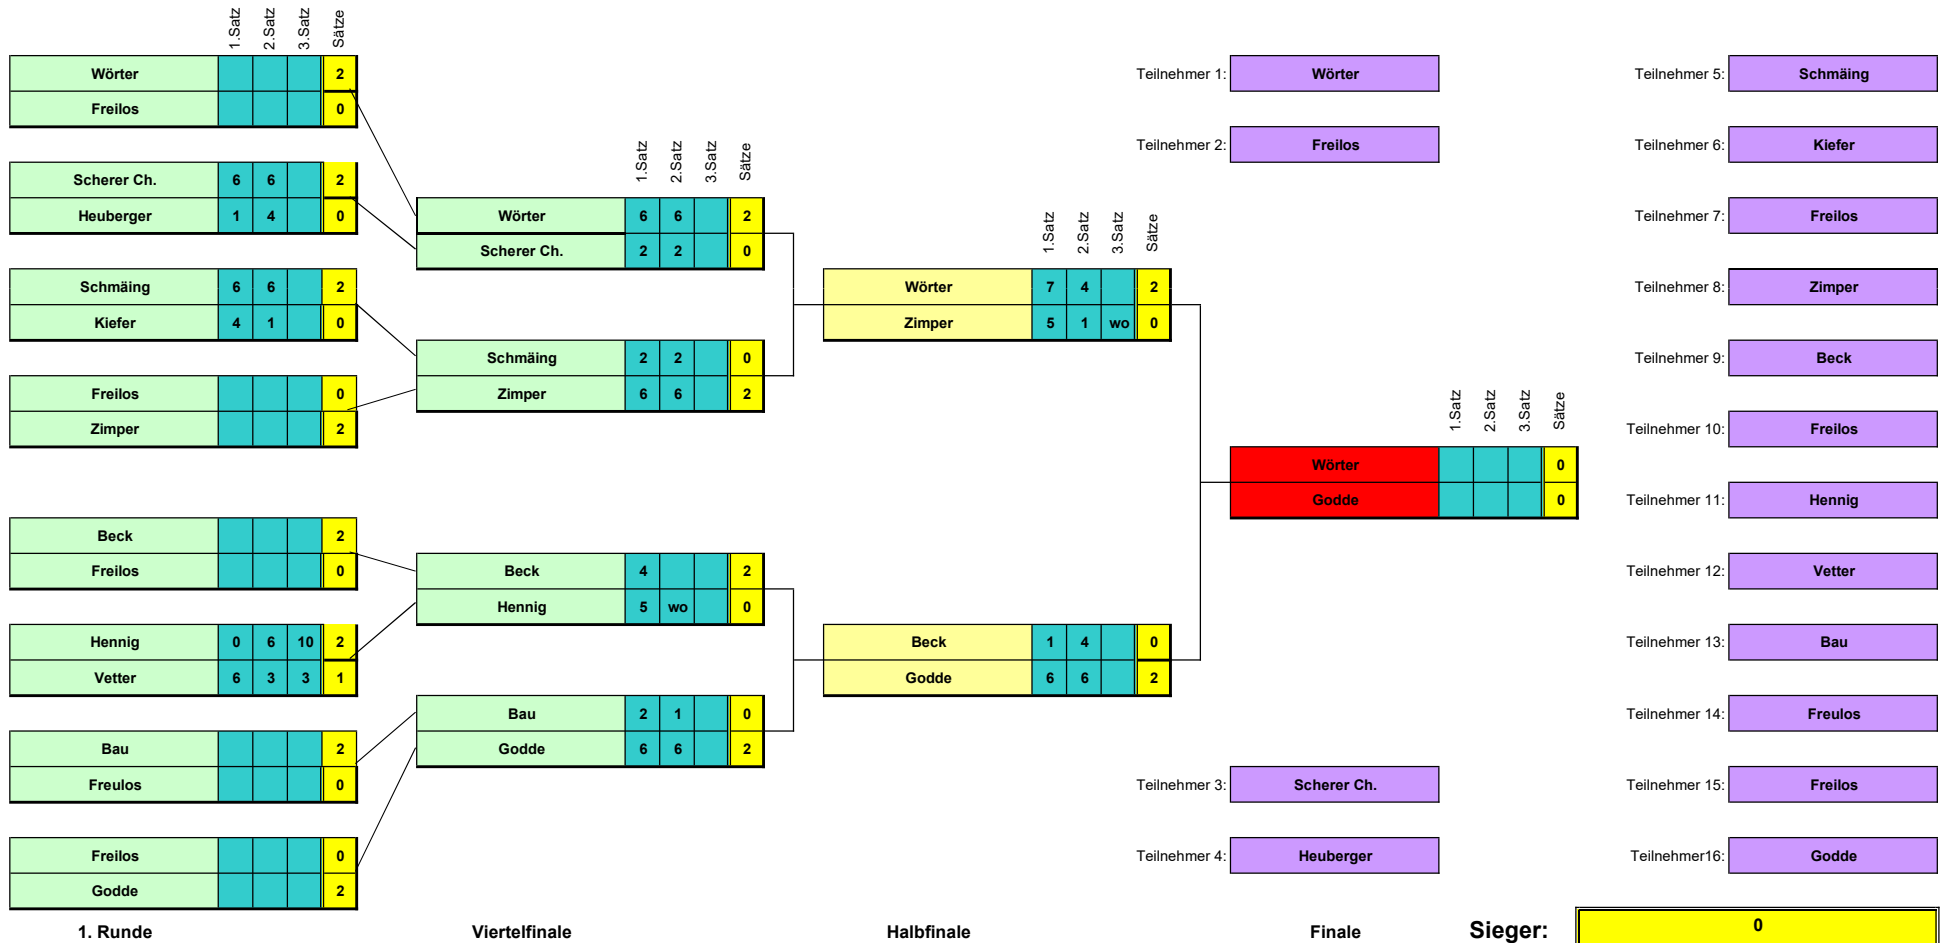 1.Satz 2.Satz 3.Satz Sätze
Wörter 2 Teilnehmer 1: Wörter Teilnehmer 5: Schmäing
Freilos 0
1.Satz 2.Satz 3.Satz Sätze
Teilnehmer 2: Freilos Teilnehmer 6: Kiefer
Scherer Ch. 6 6 2
Heuberger 1 4 0
Wörter 6 6 2
Teilnehmer 7: Freilos
1.Satz 2.Satz 3.Satz Sätze
Scherer Ch. 2 2 0
Schmäing 6 6 2
Wörter 7 4 2
Teilnehmer 8: Zimper
Kiefer 4 1 0
Zimper 5 1 wo 0
Schmäing 2 2 0
Teilnehmer 9: Beck
Freilos 0
Zimper 6 6 2
1.Satz 2.Satz 3.Satz Sätze
Zimper 2
Teilnehmer 10: Freilos
Wörter 0
Godde 0
Teilnehmer 11: Hennig
Beck 2
Freilos 0
Beck 4 2
Teilnehmer 12: Vetter
Hennig 5 wo 0
Hennig 0 6 10 2
Beck 1 4 0
Teilnehmer 13: Bau
Vetter 6 3 3 1
Godde 6 6 2
Bau 2 1 0
Teilnehmer 14: Freulos
Bau 2
Godde 6 6 2
Freulos 0
Teilnehmer 3: Scherer Ch. Teilnehmer 15: Freilos
Freilos 0
Teilnehmer 4: Heuberger Teilnehmer16: Godde
Godde 2
1. Runde Viertelfinale Halbfinale Finale Sieger: 0